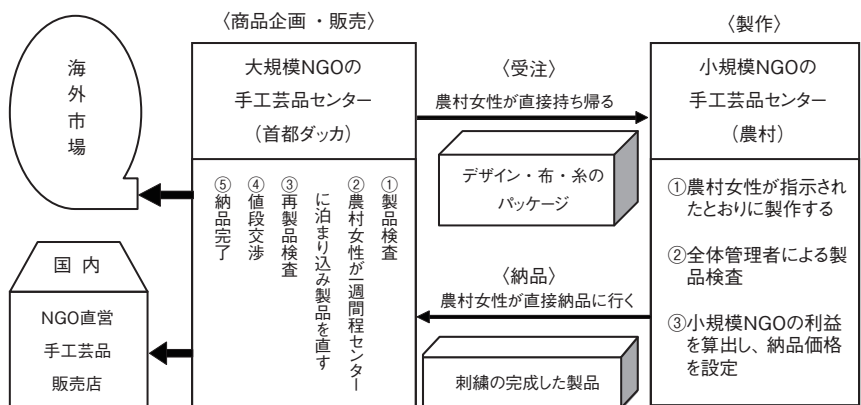 〈商品企画・販売〉
海外市場
国内
NGO直営
手工芸品
販売店
大規模NGOの
手工芸品センター
(首都ダッカ)
①製品検査
②農村女性が一週間程センター
に泊まり込み製品を直す
③再製品検査
④値段交渉
⑤納品完了
〈受注〉
農村女性が直接持ち帰る
デザイン・布・糸の
パッケージ
〈納品〉
農村女性が直接納品に行く
刺繍の完成した製品
〈製作〉
小規模NGOの
手工芸品
センター
(農村)
①農村女性が指示され
たとおりに製作する
②全体管理者による製
品検査
③小規模NGOの利益
を算出し、納品価格
を設定